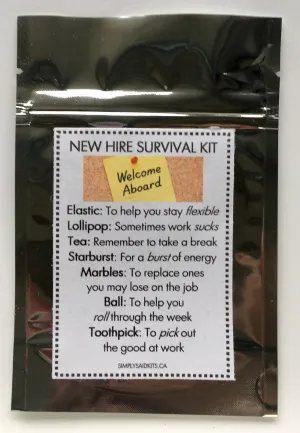 NEW HIRE SURVIVAL KIT
Welcome
Aboard
Elastic: To help you stay flexible
Lollipop: Sometimes work sucks
Tea: Remember to take a break
Starburst: For a burst of energy
Marbles: To replace ones
you may lose on the job
Ball: To help you
roll through the week
Toothpick: To pick out
the good at work
SIMPLYSAIDKITS.CA